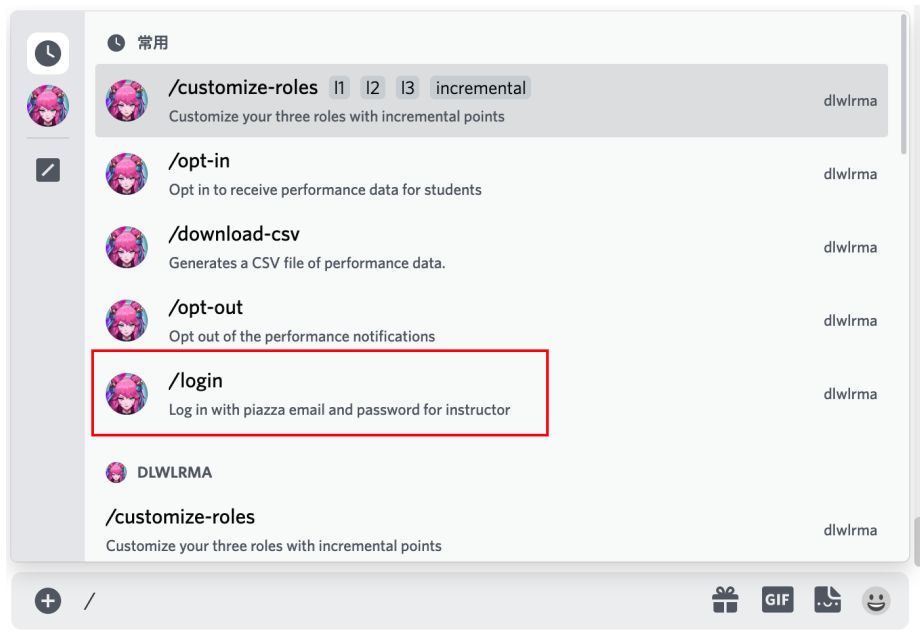 常用
/customize-roles l1 l2 l3 incremental
Customize your three roles with incremental points
dlwlrma
/opt-in
Opt in to receive performance data for students
dlwlrma
/download-csv
Generates a CSV file of performance data.
dlwlrma
/opt-out
Opt out of the performance notifications
dlwlrma
/login
Log in with piazza email and password for instructor
dlwlrma
DLWLRMA
/customize-roles
Customize your three roles with incremental points
dlwlrma
/
GIF